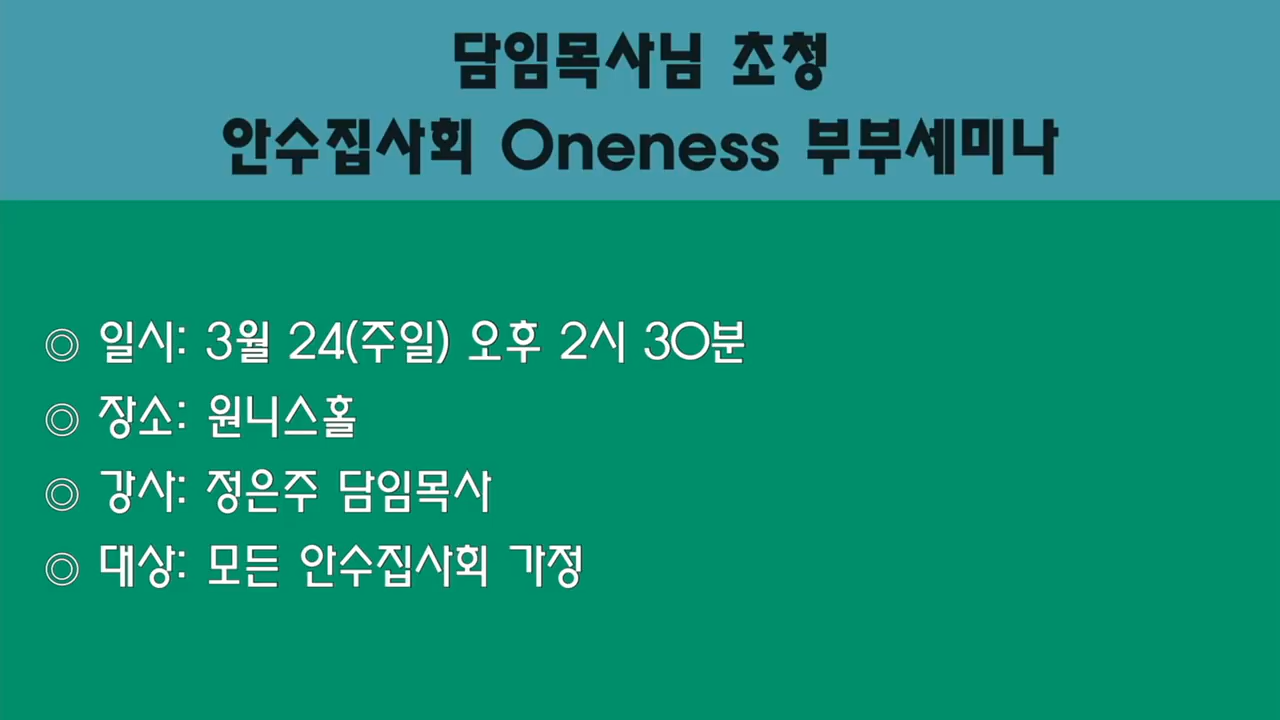 담임목사님 초청
안수집사회 Oneness 부부세미나
◎ 일시: 3월 24(주일) 오후 2시 30분
◎ 장소: 원니스홀
◎ 강사: 정은주 담임목사
◎ 대상: 모든 안수집사회 가정